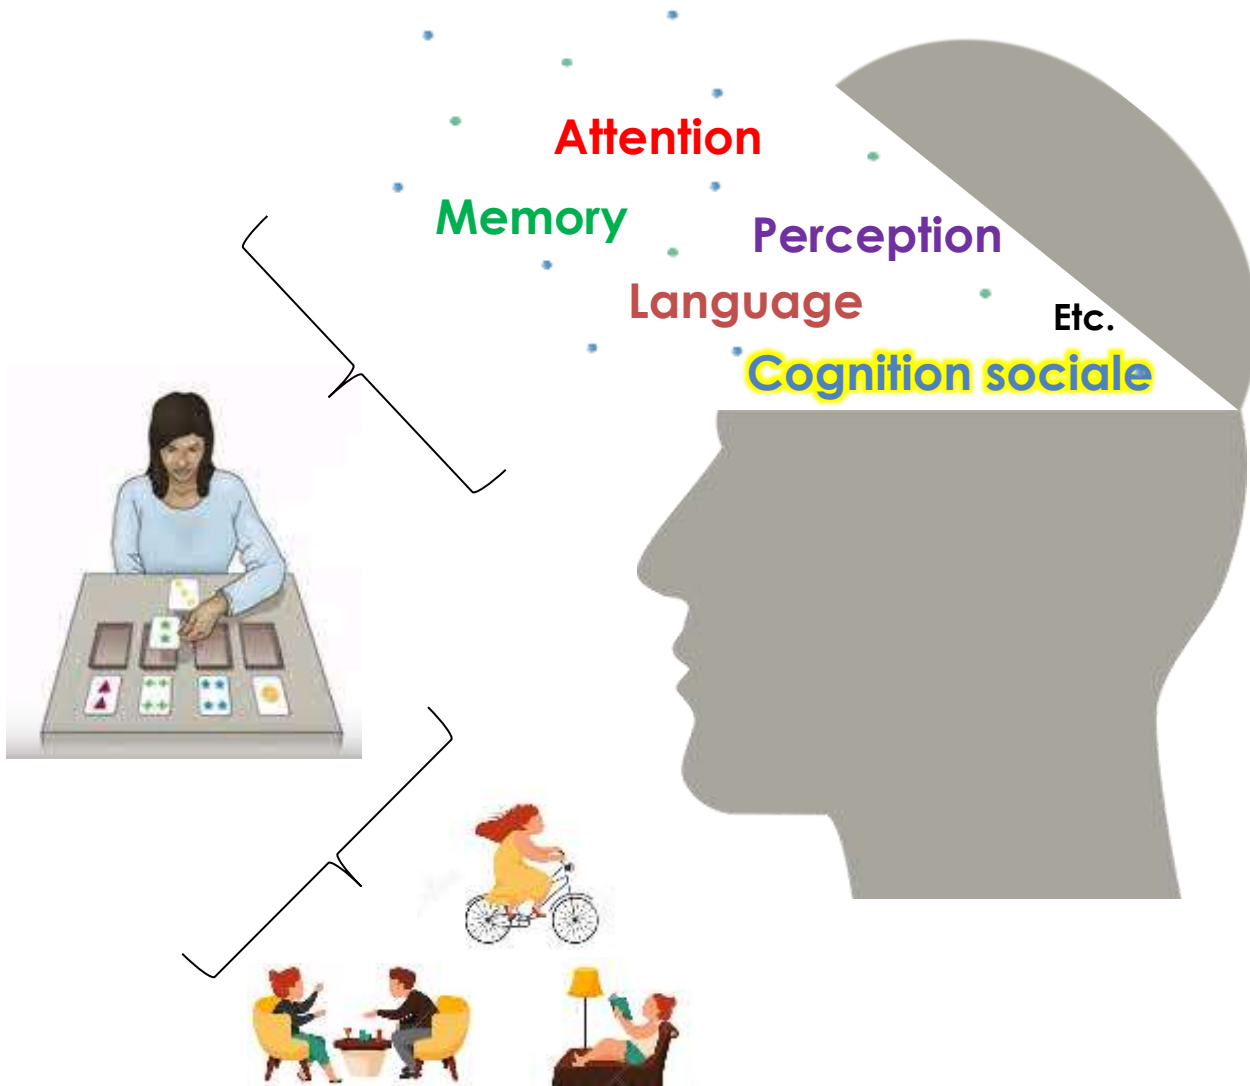 Attention
Memory
Perception
Language
Etc.
Cognition sociale